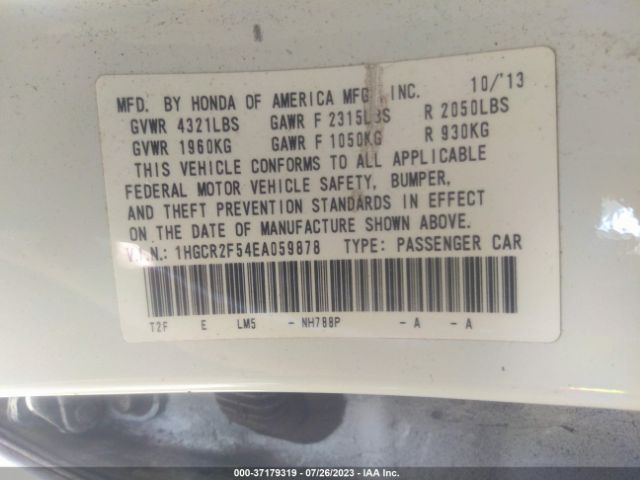 MFD. BY HONDA OF AMERICA MFG., INC. 10/'13
GVWR 4321LBS GAWR F 2315LBS R 2050LBS
GVWR 1960KG GAWR F 1050KG R 930KG
THIS VEHICLE CONFORMS TO ALL APPLICABLE
FEDERAL MOTOR VEHICLE SAFETY, BUMPER,
AND THEFT PREVENTION STANDARDS IN EFFECT
ON THE DATE OF MANUFACTURE SHOWN ABOVE.
V.I.N.: 1HGCR2F54EA059878 TYPE: PASSENGER CAR
T2F E LM5 - NH788P - A - A
000-37179319 / 07/26/2023 - IAA Inc.